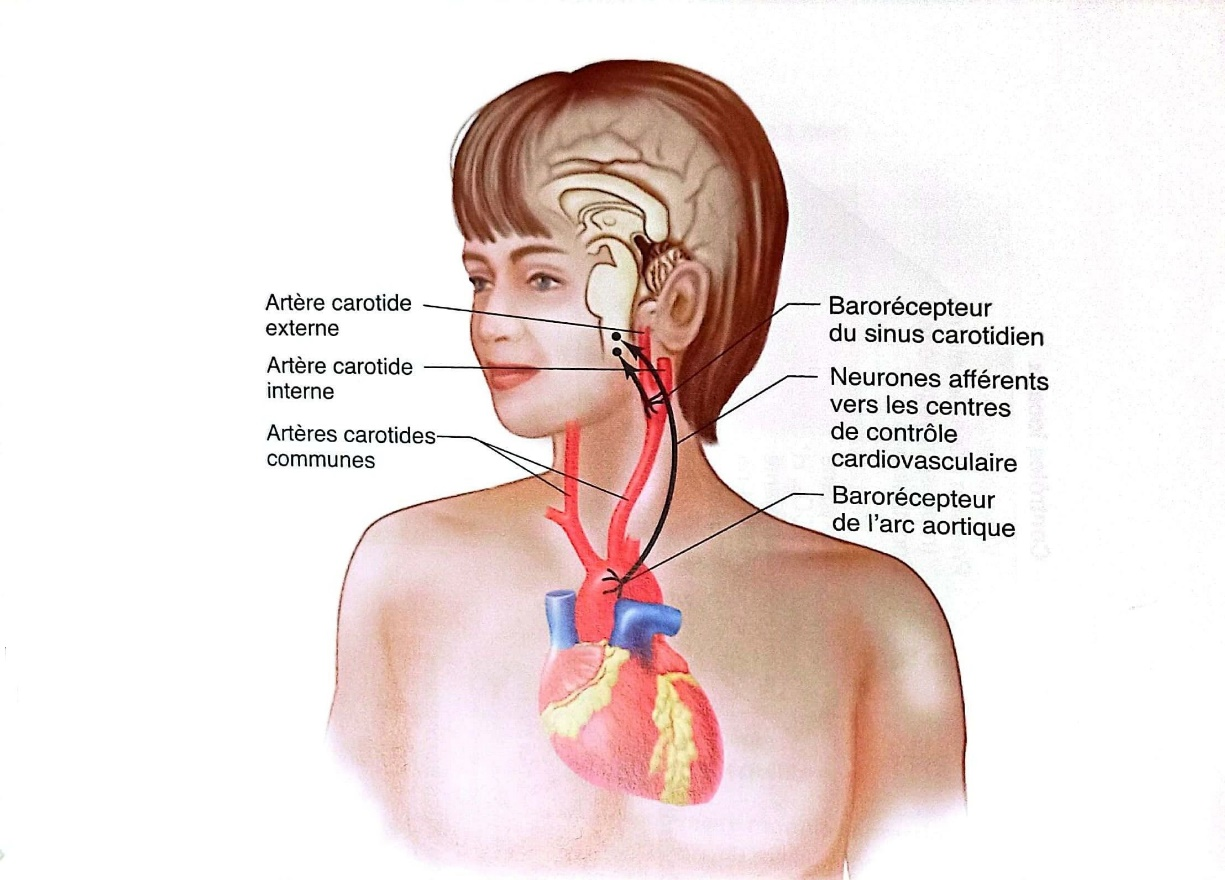 Artère carotide
externe
Artère carotide
interne
Artères carotides
communes
Barorécepteur
du sinus carotidien
Neurones afférents
vers les centres
de contrôle
cardiovasculaire
Barorécepteur
de l'arc aortique